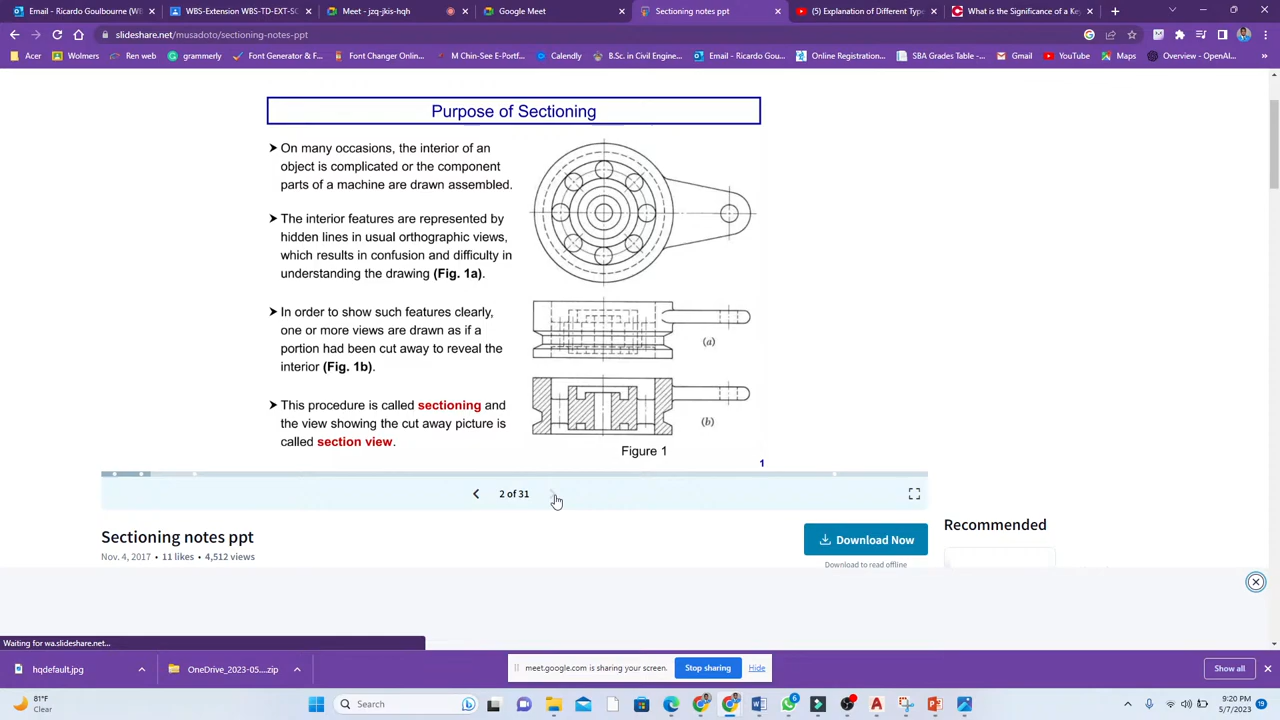 Email - Ricardo Goulbourne (WB...
WBS-Extension WBS-TD-EXT-SC
Meet - jzq-jkis-hqh
Google Meet
Sectioning notes ppt
(5) Explanation of Different Typ
What is the Significance of a Ke
slideshare.net/musadoto/sectioning-notes-ppt
Acer
Wolmers
Ren web
grammerly
Font Generator &...
Font Changer Onlin...
M Chin-See E-Portf...
Calendly
B.Sc. in Civil Engine...
Email - Ricardo Gou...
Online Registration...
SBA Grades Table -...
Gmail
YouTube
Maps
Overview - OpenAI...
Purpose of Sectioning
➤ On many occasions, the interior of an
object is complicated or the component
parts of a machine are drawn assembled.
➤ The interior features are represented by
hidden lines in usual orthographic views,
which results in confusion and difficulty in
understanding the drawing (Fig. 1a).
➤ In order to show such features clearly,
one or more views are drawn as if a
portion had been cut away to reveal the
interior (Fig. 1b).
➤ This procedure is called sectioning and
the view showing the cut away picture is
called section view.
(a)
(b)
Figure 1
1
2 of 31
Sectioning notes ppt
Nov. 4, 2017 • 11 likes • 4,512 views
Download Now
Download to read offline
Recommended
Waiting for wa.slideshare.net...
hqdefault.jpg
OneDrive_2023-05....zip
meet.google.com is sharing your screen.
Stop sharing
Hide
Show all
81°F
Clear
Search
6
9:20 PM
5/7/2023
19